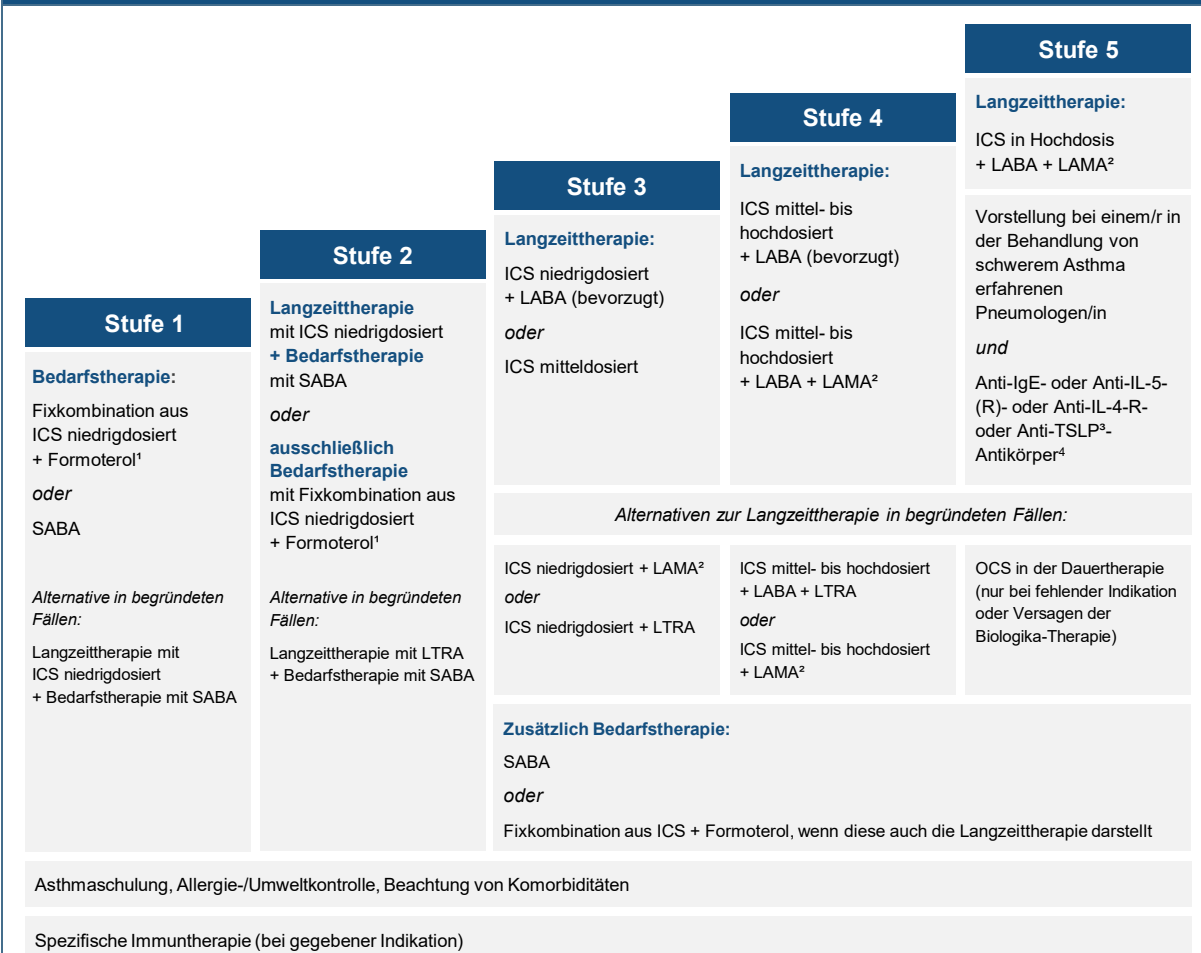 Stufe 1
Bedarfstherapie:
Fixkombination aus
ICS niedrigdosiert
+ Formoterol¹
oder
SABA
Alternative in begründeten
Fällen:
Langzeittherapie mit
ICS niedrigdosiert
+ Bedarfstherapie mit SABA
Stufe 2
Langzeittherapie
mit ICS niedrigdosiert
+ Bedarfstherapie
mit SABA
oder
ausschließlich
Bedarfstherapie
mit Fixkombination aus
ICS niedrigdosiert
+ Formoterol¹
Alternative in begründeten
Fällen:
Langzeittherapie mit LTRA
+ Bedarfstherapie mit SABA
Stufe 3
Langzeittherapie:
ICS niedrigdosiert
+ LABA (bevorzugt)
oder
ICS mitteldosiert
Stufe 4
Langzeittherapie:
ICS mittel- bis
hochdosiert
+ LABA (bevorzugt)
oder
ICS mittel- bis
hochdosiert
+ LABA + LAMA²
Stufe 5
Langzeittherapie:
ICS in Hochdosis
+ LABA + LAMA²
Vorstellung bei einem/r in
der Behandlung von
schwerem Asthma
erfahrenen
Pneumologen/in
und
Anti-IgE- oder Anti-IL-5-
(R)- oder Anti-IL-4-R-
oder Anti-TSLP³-
Antikörper⁴
Alternativen zur Langzeittherapie in begründeten Fällen:
ICS niedrigdosiert + LAMA²
oder
ICS niedrigdosiert + LTRA
ICS mittel- bis hochdosiert
+ LABA + LTRA
oder
ICS mittel- bis hochdosiert
+ LAMA²
OCS in der Dauertherapie
(nur bei fehlender Indikation
oder Versagen der
Biologika-Therapie)
Zusätzlich Bedarfstherapie:
SABA
oder
Fixkombination aus ICS + Formoterol, wenn diese auch die Langzeittherapie darstellt
Asthmaschulung, Allergie-/Umweltkontrolle, Beachtung von Komorbiditäten
Spezifische Immuntherapie (bei gegebener Indikation)